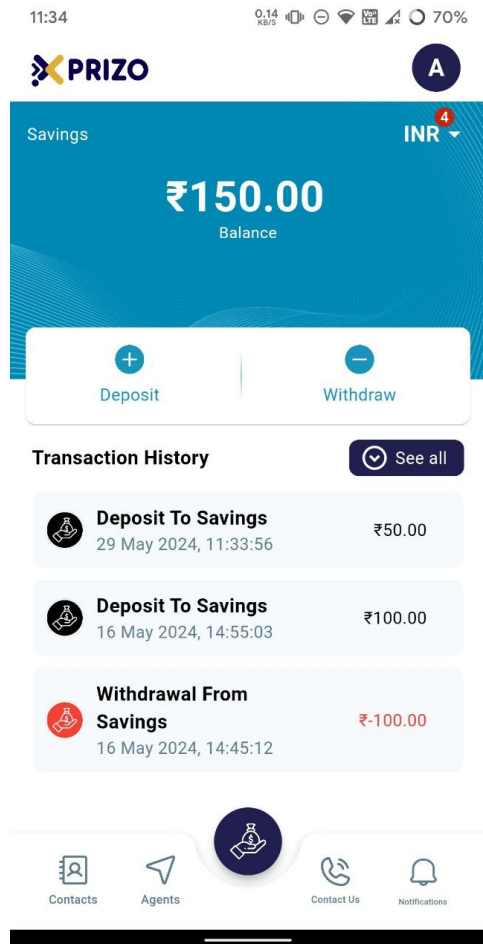 11:34 0.14 KB/S VoLTE 70%
PRIZO A
Savings INR 4
₹150.00
Balance
Deposit Withdraw
Transaction History See all
Deposit To Savings
29 May 2024, 11:33:56 ₹50.00
Deposit To Savings
16 May 2024, 14:55:03 ₹100.00
Withdrawal From
Savings ₹-100.00
16 May 2024, 14:45:12
Contacts Agents Contact Us Notifications